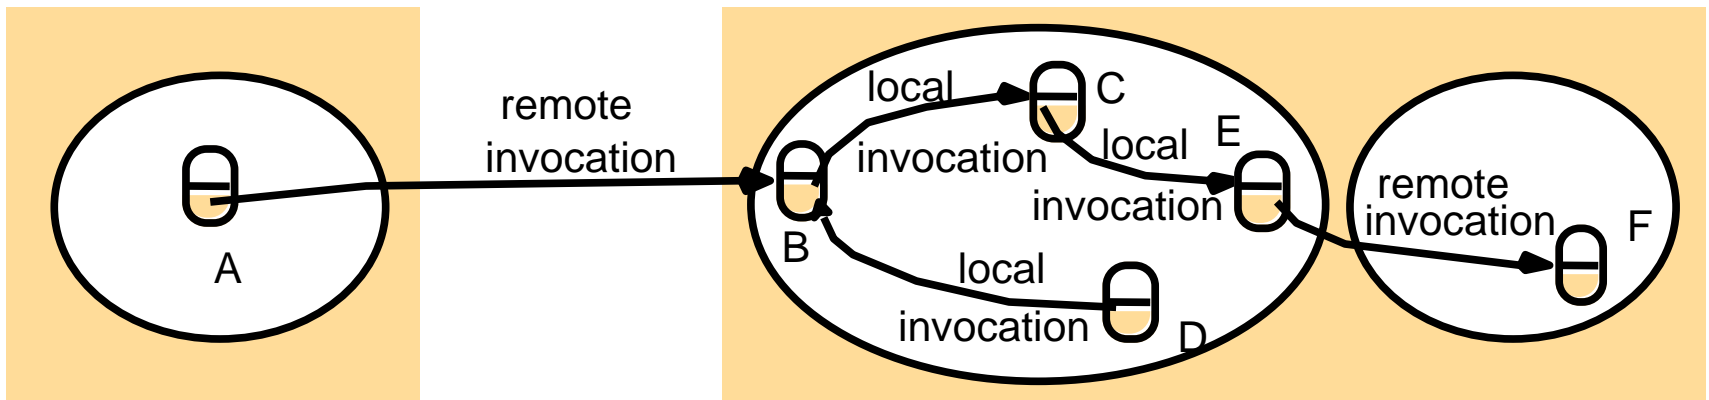 remote
invocation
A
B
local
invocation
C
local
invocation
E
local
invocation
D
remote
invocation
F